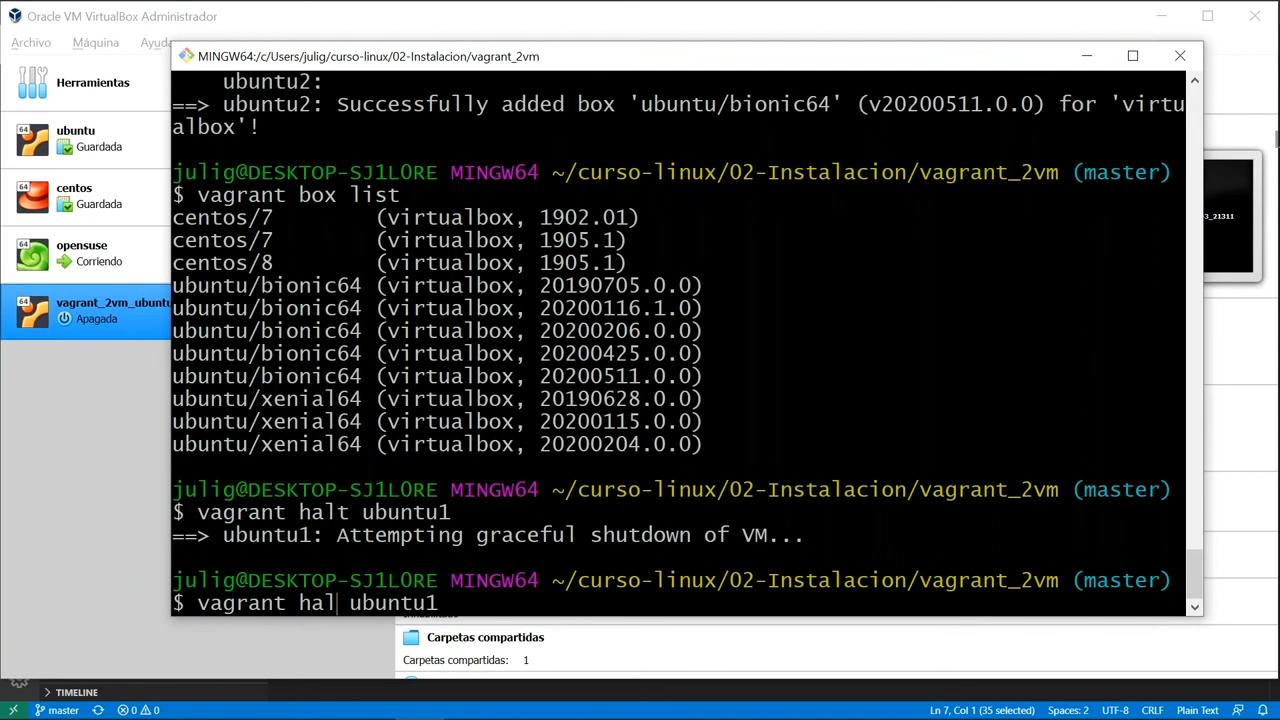 Oracle VM VirtualBox Administrador
Archivo Máquina Ayuda
MINGW64:/c/Users/julig/curso-linux/02-Instalacion/vagrant_2vm
Herramientas
64
ubuntu
Guardada
64
centos
Guardada
64
opensuse
Corriendo
64
vagrant_2vm_ubuntu
Apagada
ubuntu2:
==> ubuntu2: Successfully added box 'ubuntu/bionic64' (v20200511.0.0) for 'virtu
albox'!
julig@DESKTOP-SJ1LORE MINGW64 ~/curso-linux/02-Instalacion/vagrant_2vm (master)
$ vagrant box list
centos/7 (virtualbox, 1902.01)
centos/7 (virtualbox, 1905.1)
centos/8 (virtualbox, 1905.1)
ubuntu/bionic64 (virtualbox, 20190705.0.0)
ubuntu/bionic64 (virtualbox, 20200116.1.0)
ubuntu/bionic64 (virtualbox, 20200206.0.0)
ubuntu/bionic64 (virtualbox, 20200425.0.0)
ubuntu/bionic64 (virtualbox, 20200511.0.0)
ubuntu/xenial64 (virtualbox, 20190628.0.0)
ubuntu/xenial64 (virtualbox, 20200115.0.0)
ubuntu/xenial64 (virtualbox, 20200204.0.0)
julig@DESKTOP-SJ1LORE MINGW64 ~/curso-linux/02-Instalacion/vagrant_2vm (master)
$ vagrant halt ubuntu1
==> ubuntu1: Attempting graceful shutdown of VM...
julig@DESKTOP-SJ1LORE MINGW64 ~/curso-linux/02-Instalacion/vagrant_2vm (master)
$ vagrant hal ubuntu1
3_21311
Carpetas compartidas
Carpetas compartidas: 1
TIMELINE
master 0 0 Ln 7, Col 1 (35 selected) Spaces: 2 UTF-8 CRLF Plain Text